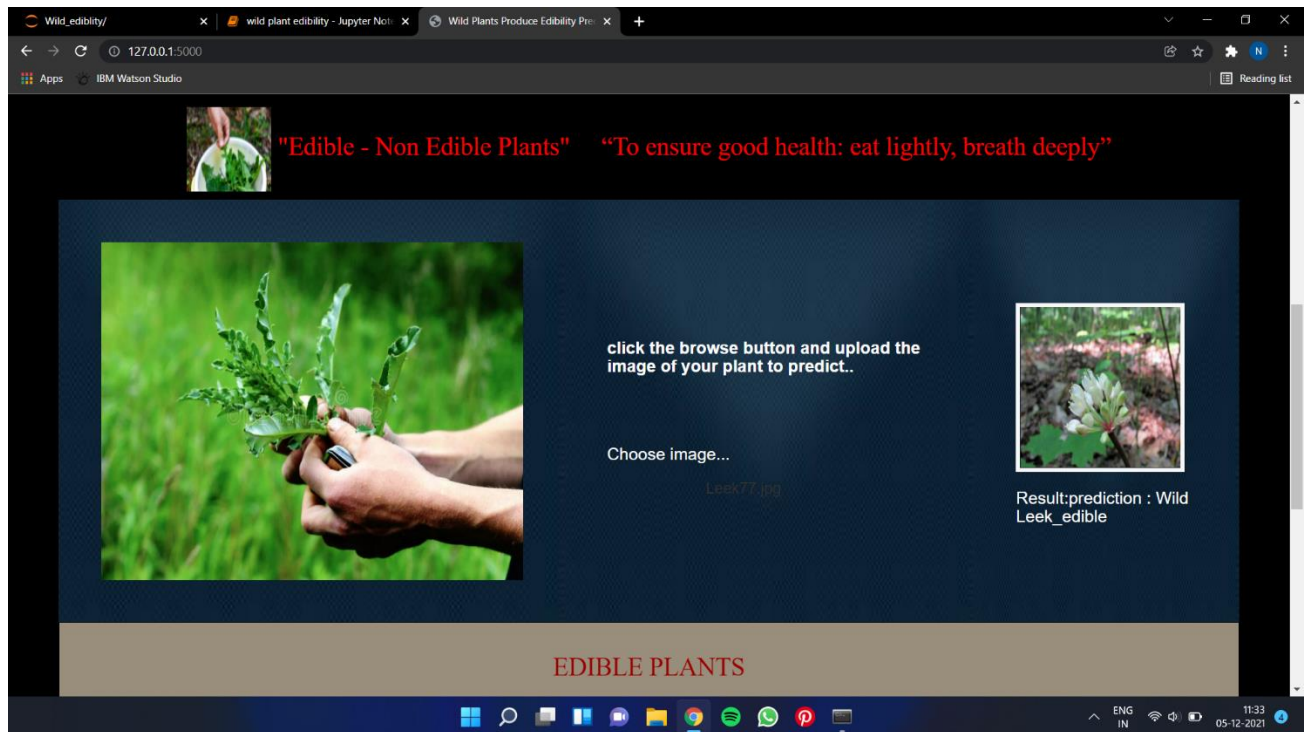 Wild_ediblity/
wild plant edibility - Jupyter Not
Wild Plants Produce Edibility Pre
127.0.0.1:5000
N
Apps
IBM Watson Studio
Reading list
"Edible - Non Edible Plants" “To ensure good health: eat lightly, breath deeply”
click the browse button and upload the
image of your plant to predict..
Choose image...
Leek77.jpg
Result:prediction : Wild
Leek_edible
EDIBLE PLANTS
ENG
IN
11:33
05-12-2021
4